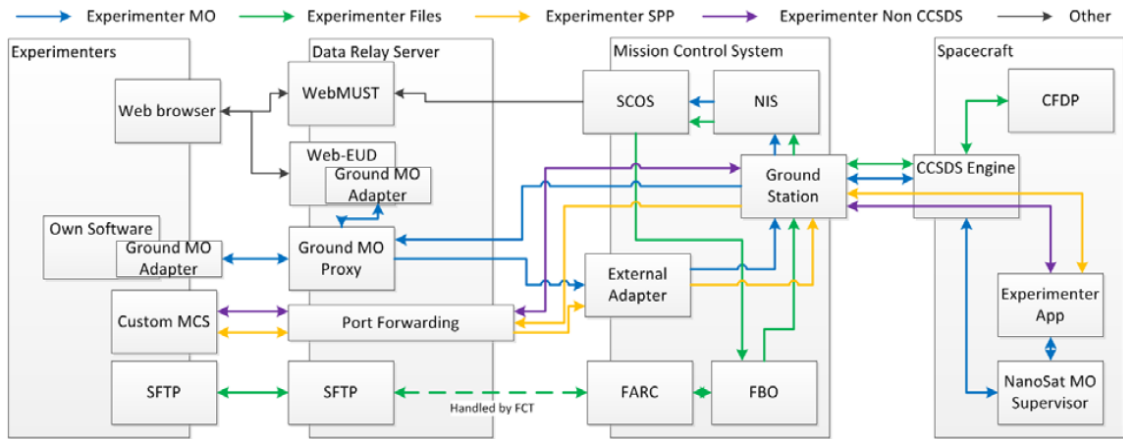 Experimenter MO
Experimenter Files
Experimenter SPP
Experimenter Non CCSDS
Other
Experimenters
Data Relay Server
Mission Control System
Spacecraft
Web browser
WebMUST
SCOS
NIS
CFDP
Web-EUD
Ground MO
Adapter
Ground
Station
CCSDS Engine
Own Software
Ground MO
Adapter
Ground MO
Proxy
External
Adapter
Experimenter
App
Custom MCS
Port Forwarding
SFTP
SFTP
Handled by FCT
FARC
FBO
NanoSat MO
Supervisor